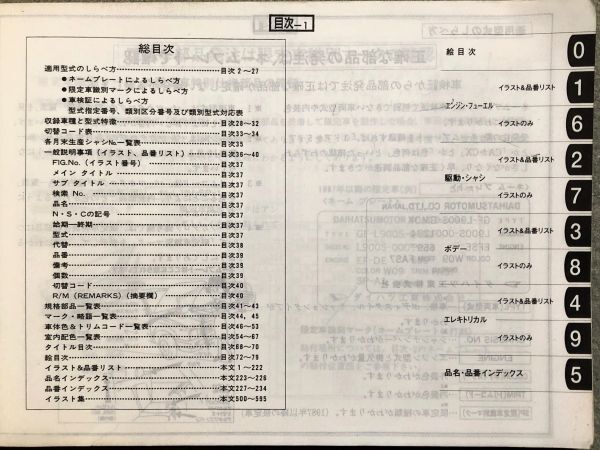 目次—1
総目次
適用型式のしらべ方 目次2〜27
●ネームプレートによるしらべ方
●限定車識別マークによるしらべ方
●車検証によるしらべ方
型式指定番号、類別区分番号及び類別型式対応表
収録車種と型式特徴 目次28〜32
切替コード表 目次33〜34
各月末生産シャシNo.一覧表 目次35
一般説明事項（イラスト、品番リスト） 目次36〜40
FIG.No.（イラスト番号） 目次37
メイン タイトル 目次37
サブ タイトル 目次37
検索 No. 目次37
品名 目次37
N・S・Cの記号 目次37
始期—終期 目次37
型式 目次37
代替 目次38
品番 目次39
備考 目次39
個数 目次39
切替コード 目次40
R/M（REMARKS）（摘要欄） 目次40
規格部品一覧表 目次41〜43
マーク・略語一覧表 目次44，45
車体色＆トリムコード一覧表 目次46〜53
室内配色一覧表 目次54〜67
タイトル目次 目次68〜70
絵目次 目次72〜79
イラスト＆品番リスト 本文1〜222
品名インデックス 本文223〜226
品番インデックス 本文227〜234
イラスト集 本文500〜595
絵目次 0
イラスト&品番リスト 1
エンジン・フューエル
イラストのみ 6
イラスト&品番リスト 2
駆動・シャシ
イラストのみ 7
イラスト&品番リスト 3
ボデー
イラストのみ 8
イラスト&品番リスト 4
エレキトリカル
イラストのみ 9
品名・品番インデックス 5